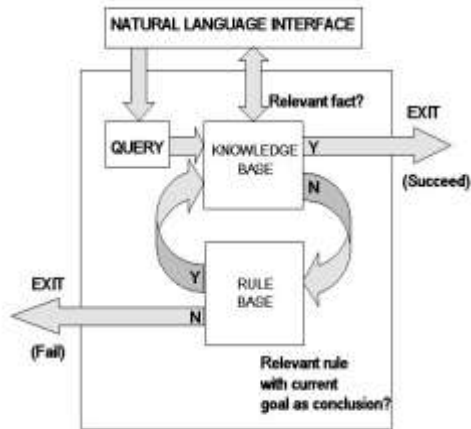 NATURAL LANGUAGE INTERFACE
Relevant fact?
EXIT
QUERY
KNOWLEDGE
BASE
Y
N
(Succeed)
EXIT
Y
RULE
BASE
N
(Fail)
Relevant rule
with current
goal as conclusion?